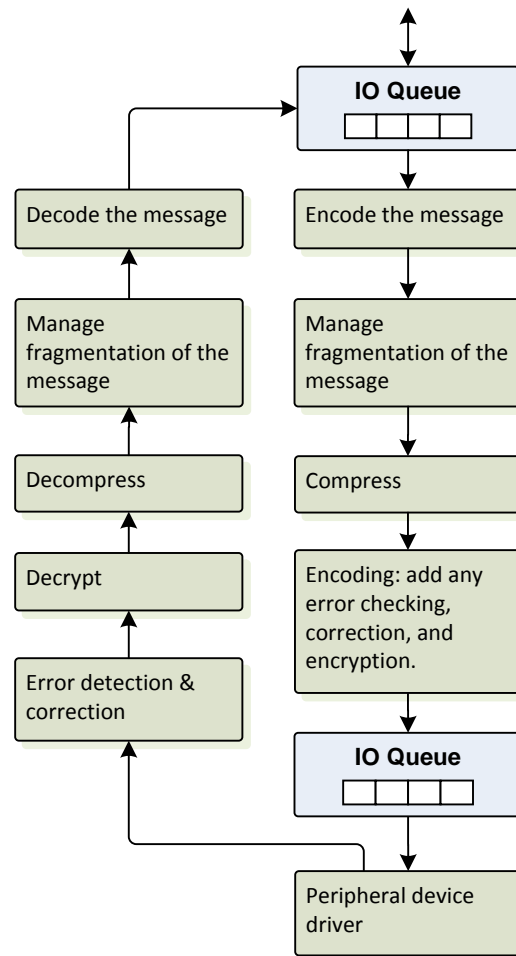 IO Queue
Decode the message
Encode the message
Manage
fragmentation of the
message
Manage
fragmentation of the
message
Decompress
Compress
Decrypt
Encoding: add any
error checking,
correction, and
encryption.
Error detection &
correction
IO Queue
Peripheral device
driver